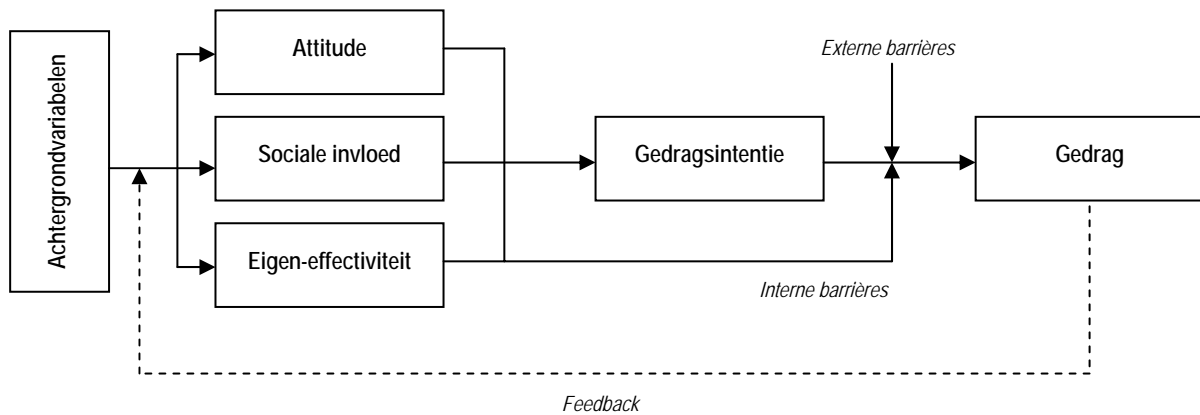 Achtergrondvariabelen
Attitude
Sociale invloed
Eigen-effectiviteit
Gedragsintentie
Externe barrières
Interne barrières
Gedrag
Feedback